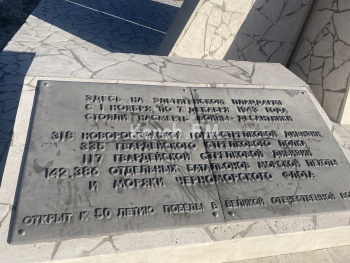 ЗДЕСЬ НА ЭЛЬТИГЕНСКОМ ПЛАЦДАРМЕ
С 1 НОЯБРЯ ПО 7 ДЕКАБРЯ 1943 ГОДА
СТОЯЛИ НАСМЕРТЬ ВОИНЫ-ДЕСАНТНИКИ
318 НОВОРОССИЙСКОЙ СТРЕЛКОВОЙ ДИВИЗИИ,
335 ГВАРДЕЙСКОГО СТРЕЛКОВОГО ПОЛКА,
117 ГВАРДЕЙСКОЙ СТРЕЛКОВОЙ ДИВИЗИИ
142,386 ОТДЕЛЬНЫХ БАТАЛЬОНОВ МОРСКОЙ ПЕХОТЫ
И МОРЯКИ ЧЕРНОМОРСКОГО ФЛОТА
ОТКРЫТ К 50 ЛЕТИЮ ПОБЕДЫ В ВЕЛИКОЙ ОТЕЧЕСТВЕННОЙ